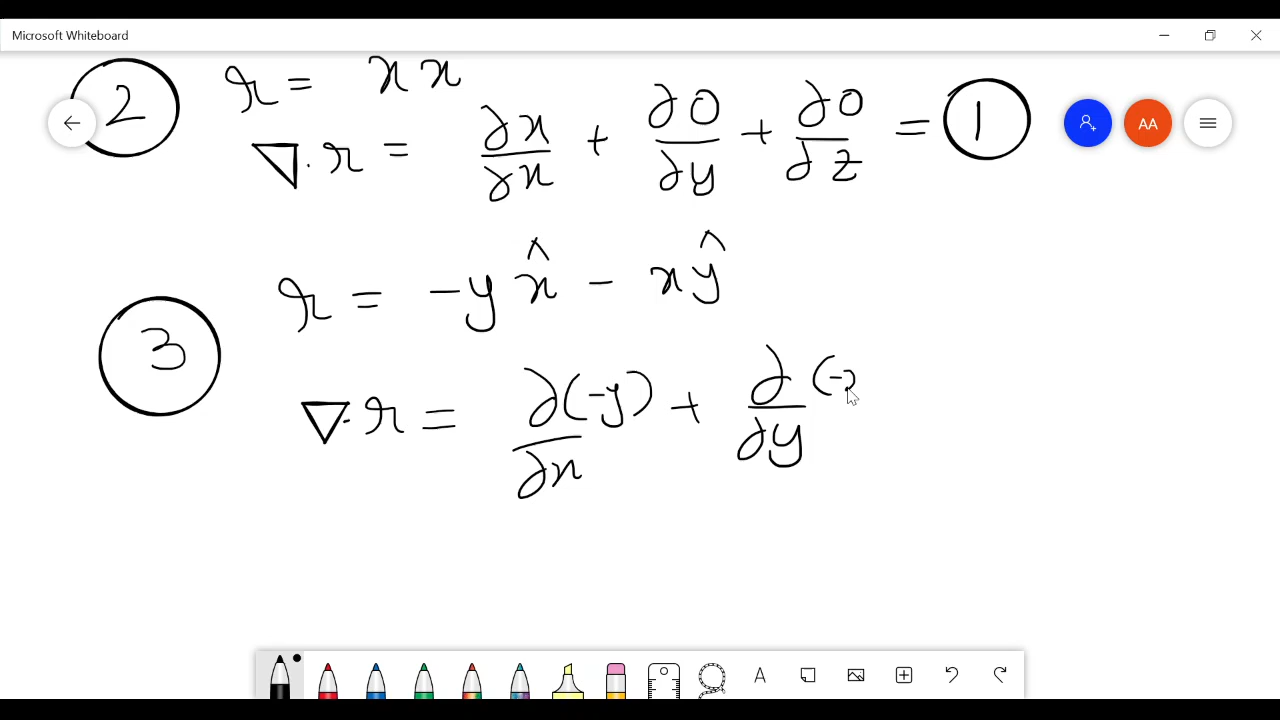 Microsoft Whiteboard
2 r = x x
∇·r = ∂x/∂x + ∂0/∂y + ∂0/∂z = 1
AA
3 r = -y x̂ - x ŷ
∇·r = ∂(-y)/∂x + ∂/∂y (-
A